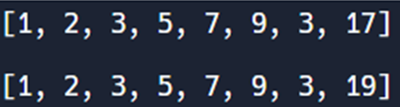 [1, 2, 3, 5, 7, 9, 3, 17]
[1, 2, 3, 5, 7, 9, 3, 19]